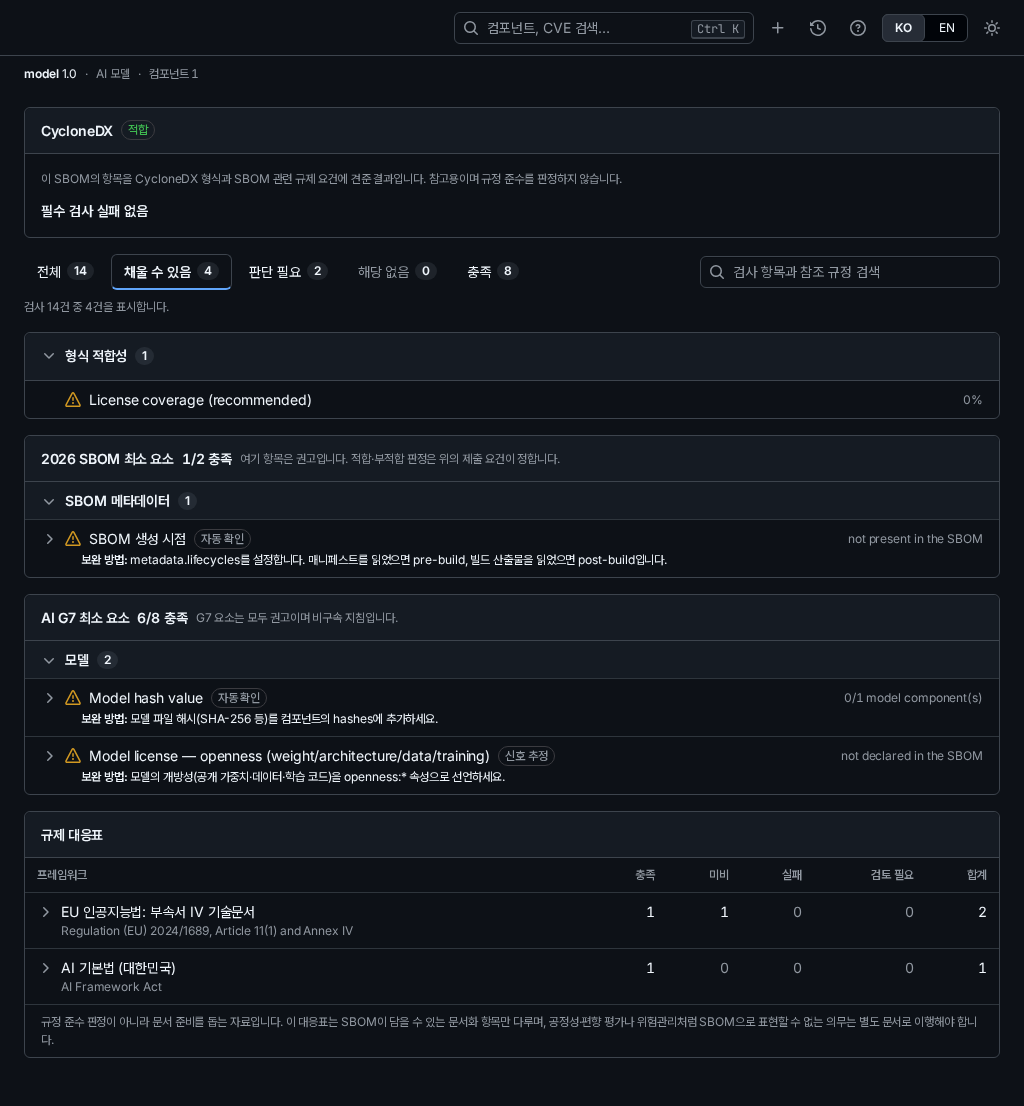 컴포넌트, CVE 검색... Ctrl K KO EN
model 1.0 · AI 모델 · 컴포넌트 1
CycloneDX 적합
이 SBOM의 항목을 CycloneDX 형식과 SBOM 관련 규제 요건에 견준 결과입니다. 참고용이며 규정 준수를 판정하지 않습니다.
필수 검사 실패 없음
전체 14 채울 수 있음 4 판단 필요 2 해당 없음 0 충족 8 검사 항목과 참조 규정 검색
검사 14건 중 4건을 표시합니다.
형식 적합성 1
License coverage (recommended) 0%
2026 SBOM 최소 요소 1/2 충족 여기 항목은 권고입니다. 적합·부적합 판정은 위의 제출 요건이 정합니다.
SBOM 메타데이터 1
SBOM 생성 시점 자동 확인 not present in the SBOM
보완 방법: metadata.lifecycles를 설정합니다. 매니페스트를 읽었으면 pre-build, 빌드 산출물을 읽었으면 post-build입니다.
AI G7 최소 요소 6/8 충족 G7 요소는 모두 권고이며 비구속 지침입니다.
모델 2
Model hash value 자동 확인 0/1 model component(s)
보완 방법: 모델 파일 해시(SHA-256 등)를 컴포넌트의 hashes에 추가하세요.
Model license — openness (weight/architecture/data/training) 신호 추정 not declared in the SBOM
보완 방법: 모델의 개방성(공개 가중치·데이터·학습 코드)을 openness:* 속성으로 선언하세요.
규제 대응표
프레임워크 충족 미비 실패 검토 필요 합계
EU 인공지능법: 부속서 IV 기술문서 1 1 0 0 2
Regulation (EU) 2024/1689, Article 11(1) and Annex IV
AI 기본법 (대한민국) 1 0 0 0 1
AI Framework Act
규정 준수 판정이 아니라 문서 준비를 돕는 자료입니다. 이 대응표는 SBOM이 담을 수 있는 문서화 항목만 다루며, 공정성·편향 평가나 위험관리처럼 SBOM으로 표현할 수 없는 의무는 별도 문서로 이행해야 합니
다.